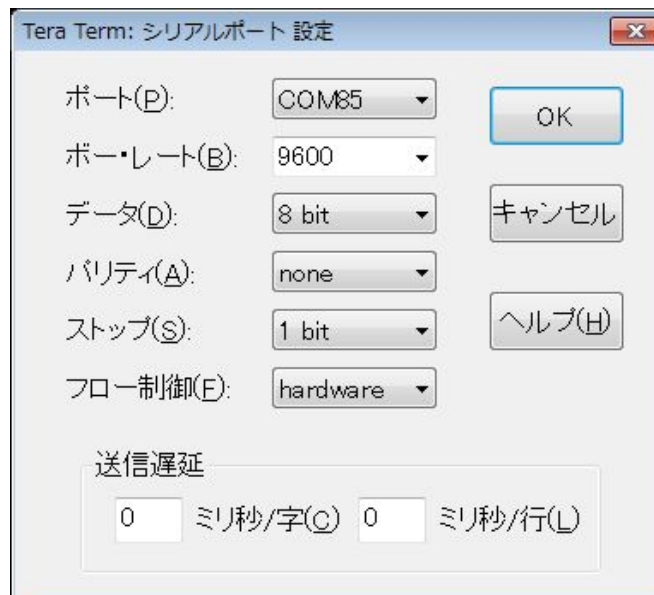 Tera Term: シリアルポート 設定
ポート(P): COM85
OK
ボー・レート(B): 9600
データ(D): 8 bit
キャンセル
パリティ(A): none
ストップ(S): 1 bit
ヘルプ(H)
フロー制御(F): hardware
送信遅延
0 ミリ秒/字(C) 0 ミリ秒/行(L)